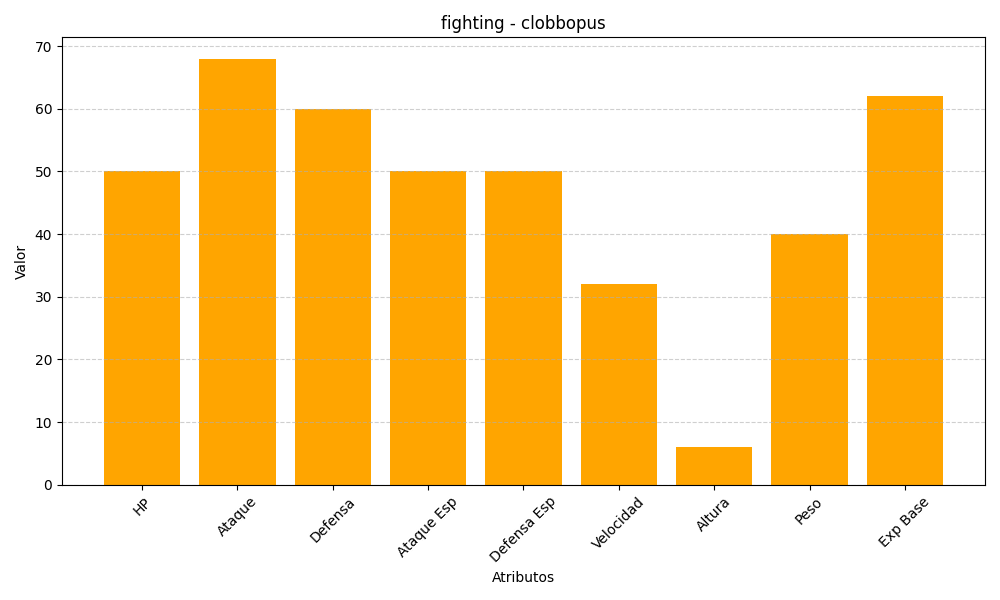 fighting - clobbopus
Valor
70
60
50
40
30
20
10
0
HP
Ataque
Defensa
Ataque Esp
Defensa Esp
Velocidad
Altura
Peso
Exp Base
Atributos